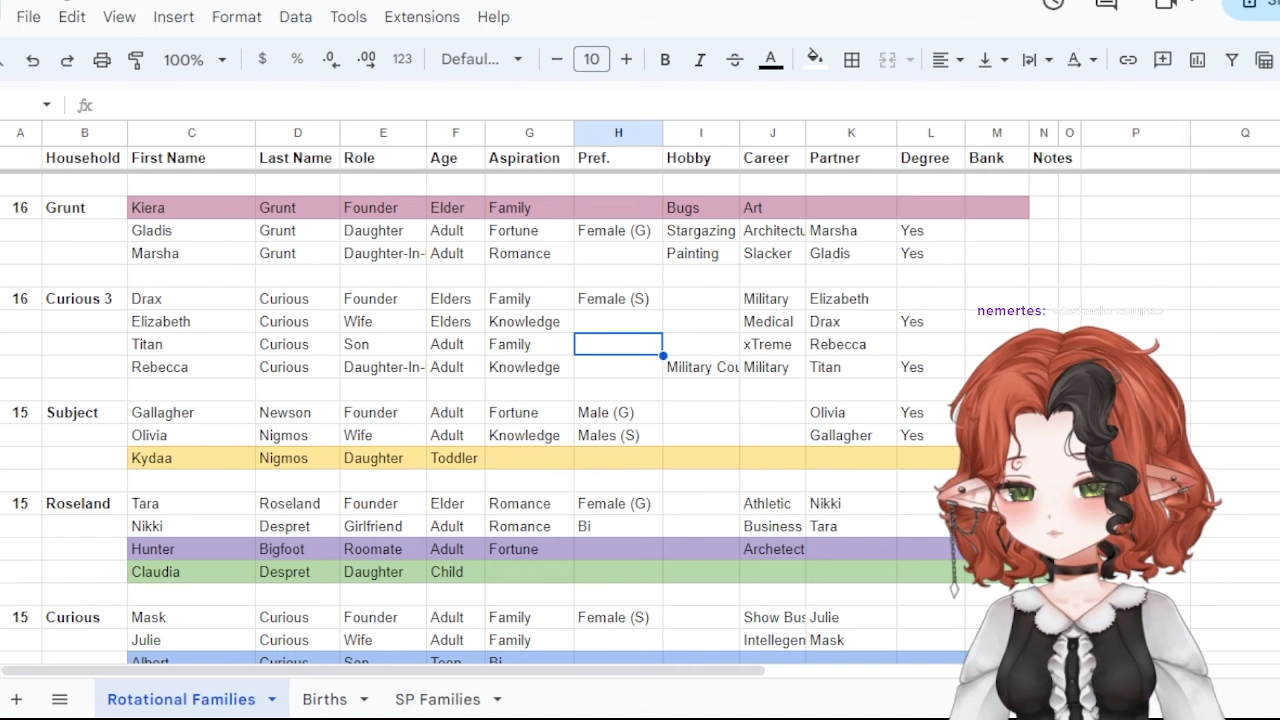 File Edit View Insert Format Data Tools Extensions Help
100% $ % .0 .00 123 Defaul... 10 B I A
fx
A B C D E F G H I J K L M N O P Q
Household First Name Last Name Role Age Aspiration Pref. Hobby Career Partner Degree Bank Notes
16 Grunt Kiera Grunt Founder Elder Family Bugs Art
Gladis Grunt Daughter Adult Fortune Female (G) Stargazing Architectu Marsha Yes
Marsha Grunt Daughter-In- Adult Romance Painting Slacker Gladis Yes
16 Curious 3 Drax Curious Founder Elders Family Female (S) Military Elizabeth
nemertes:
Elizabeth Curious Wife Elders Knowledge Medical Drax Yes
Titan Curious Son Adult Family xTreme Rebecca
Rebecca Curious Daughter-In- Adult Knowledge Military Cou Military Titan Yes
15 Subject Gallagher Newson Founder Adult Fortune Male (G) Olivia Yes
Olivia Nigmos Wife Adult Knowledge Males (S) Gallagher Yes
Kydaa Nigmos Daughter Toddler
15 Roseland Tara Roseland Founder Elder Romance Female (G) Athletic Nikki
Nikki Despret Girlfriend Adult Romance Bi Business Tara
Hunter Bigfoot Roomate Adult Fortune Archetect
Claudia Despret Daughter Child
15 Curious Mask Curious Founder Adult Family Female (S) Show Bus Julie
Julie Curious Wife Adult Family Intellegen Mask
Albert Curious Son Teen Bi
Rotational Families Births SP Families